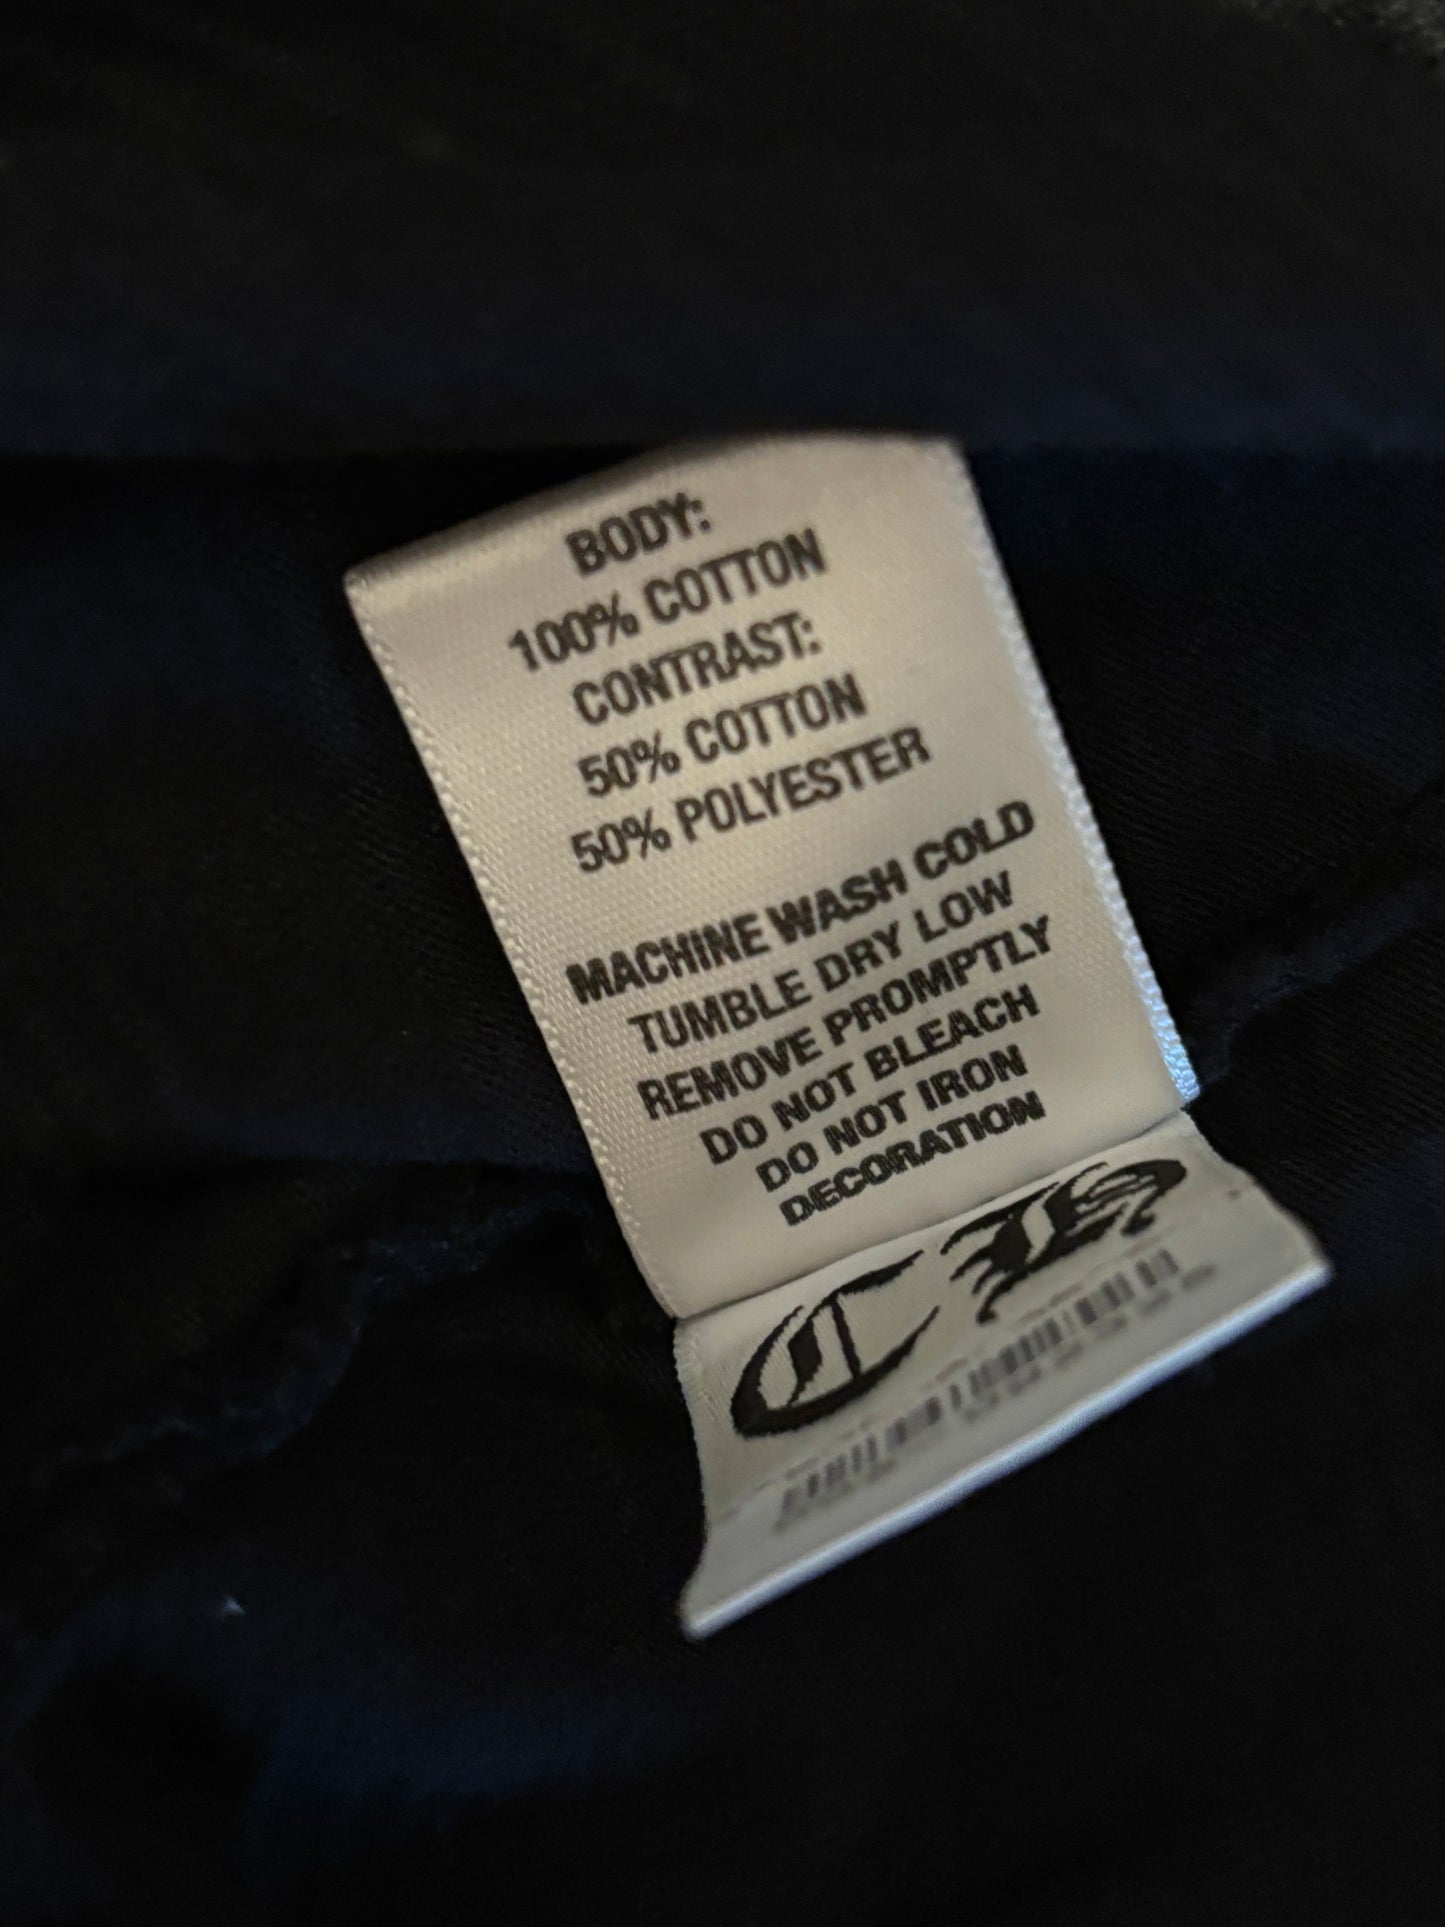 BODY:
100% COTTON
CONTRAST:
50% COTTON
50% POLYESTER
MACHINE WASH COLD
TUMBLE DRY LOW
REMOVE PROMPTLY
DO NOT BLEACH
DO NOT IRON
DECORATION